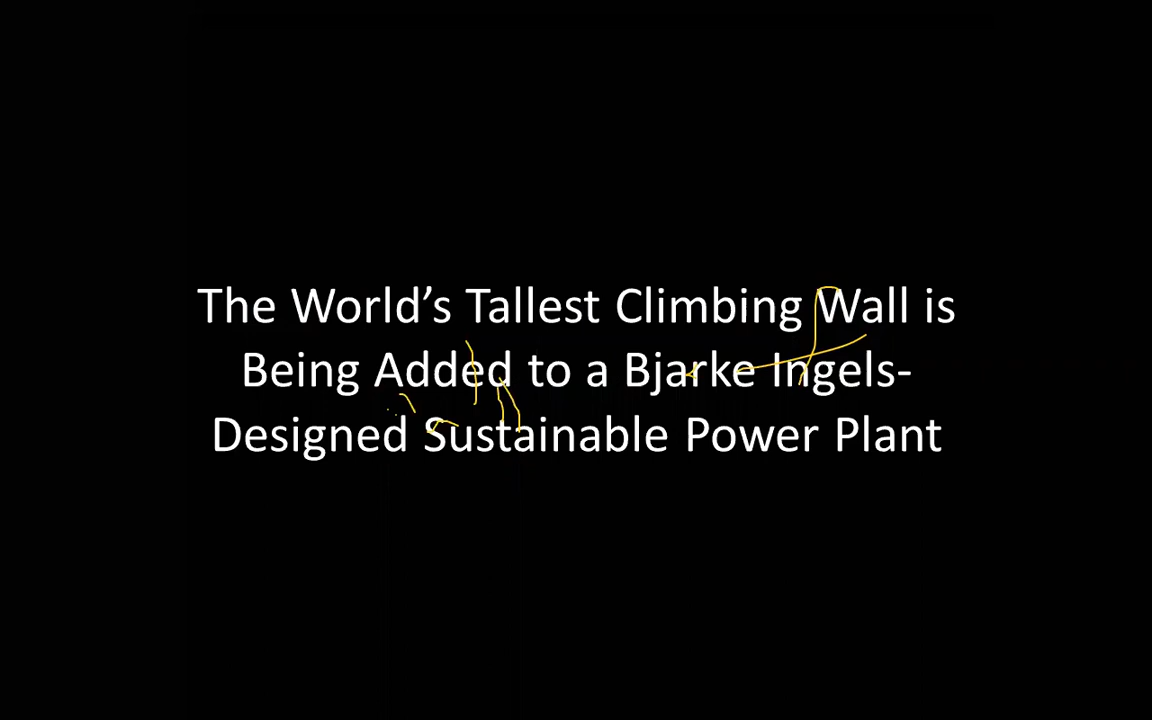 The World’s Tallest Climbing Wall is
Being Added to a Bjarke Ingels-
Designed Sustainable Power Plant